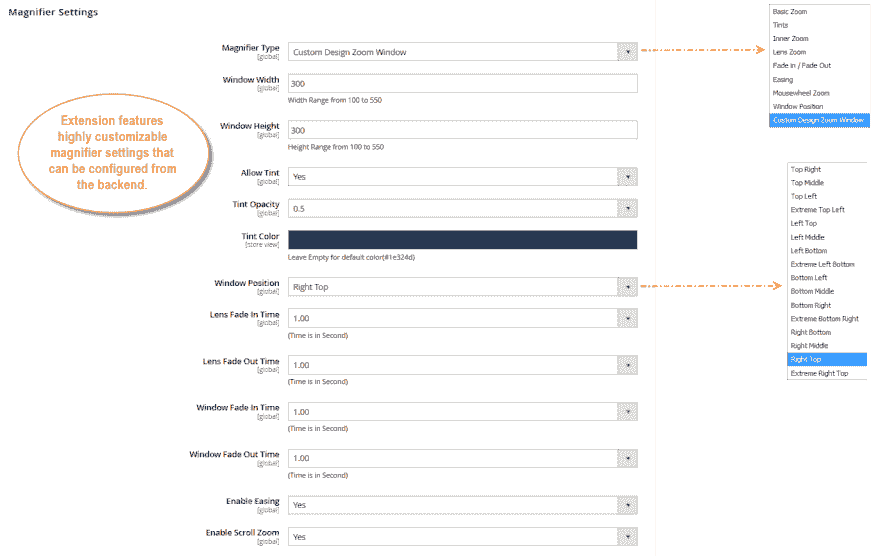 Magnifier Settings
Magnifier Type
[global]
Custom Design Zoom Window
Window Width
[global]
300
Width Range from 100 to 550
Window Height
[global]
300
Height Range from 100 to 550
Allow Tint
[global]
Yes
Tint Opacity
[global]
0.5
Tint Color
[store view]
Leave Empty for default color(#1e324d)
Window Position
[global]
Right Top
Lens Fade In Time
[global]
1.00
(Time is in Second)
Lens Fade Out Time
[global]
1.00
(Time is in Second)
Window Fade In Time
[global]
1.00
(Time is in Second)
Window Fade Out Time
[global]
1.00
(Time is in Second)
Enable Easing
[global]
Yes
Enable Scroll Zoom
[global]
Yes
Extension features
highly customizable
magnifier settings that
can be configured from
the backend.
Basic Zoom
Tints
Inner Zoom
Lens Zoom
Fade In / Fade Out
Easing
Mousewheel Zoom
Window Position
Custom Design Zoom Window
Top Right
Top Middle
Top Left
Extreme Top Left
Left Top
Left Middle
Left Bottom
Extreme Left Bottom
Bottom Left
Bottom Middle
Bottom Right
Extreme Bottom Right
Right Bottom
Right Middle
Right Top
Extreme Right Top